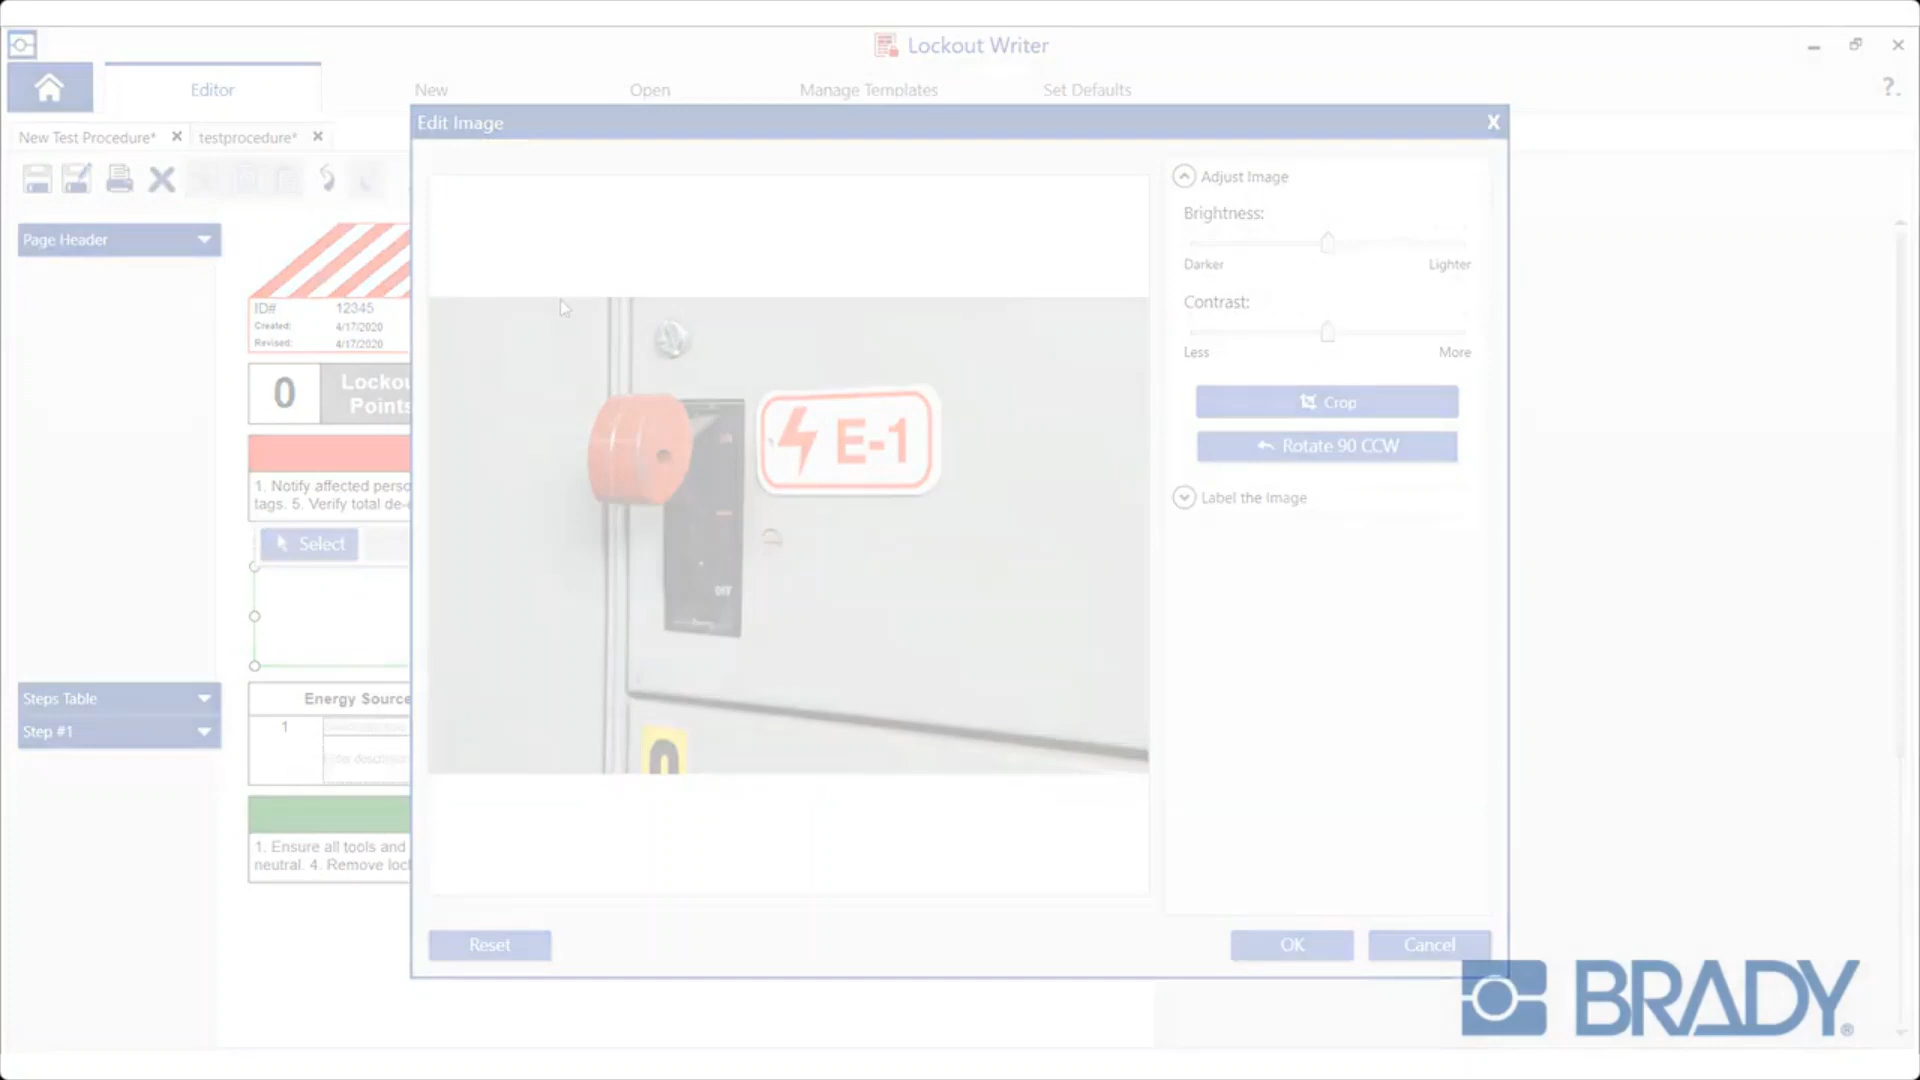 Lockout Writer
Editor
New
Open
Manage Templates
Set Defaults
?.
New Test Procedure*
testprocedure*
Edit Image
X
Page Header
ID# 12345
Created: 4/17/2020
Revised: 4/17/2020
0
Lockou
Points
1. Notify affected perso
tags. 5. Verify total de-
Select
Steps Table
Step #1
Energy Source
1
1. Ensure all tools and
neutral. 4. Remove loc
E-1
OFF
Adjust Image
Brightness:
Darker
Lighter
Contrast:
Less
More
Crop
Rotate 90 CCW
Label the Image
Reset
OK
Cancel
BRADY®